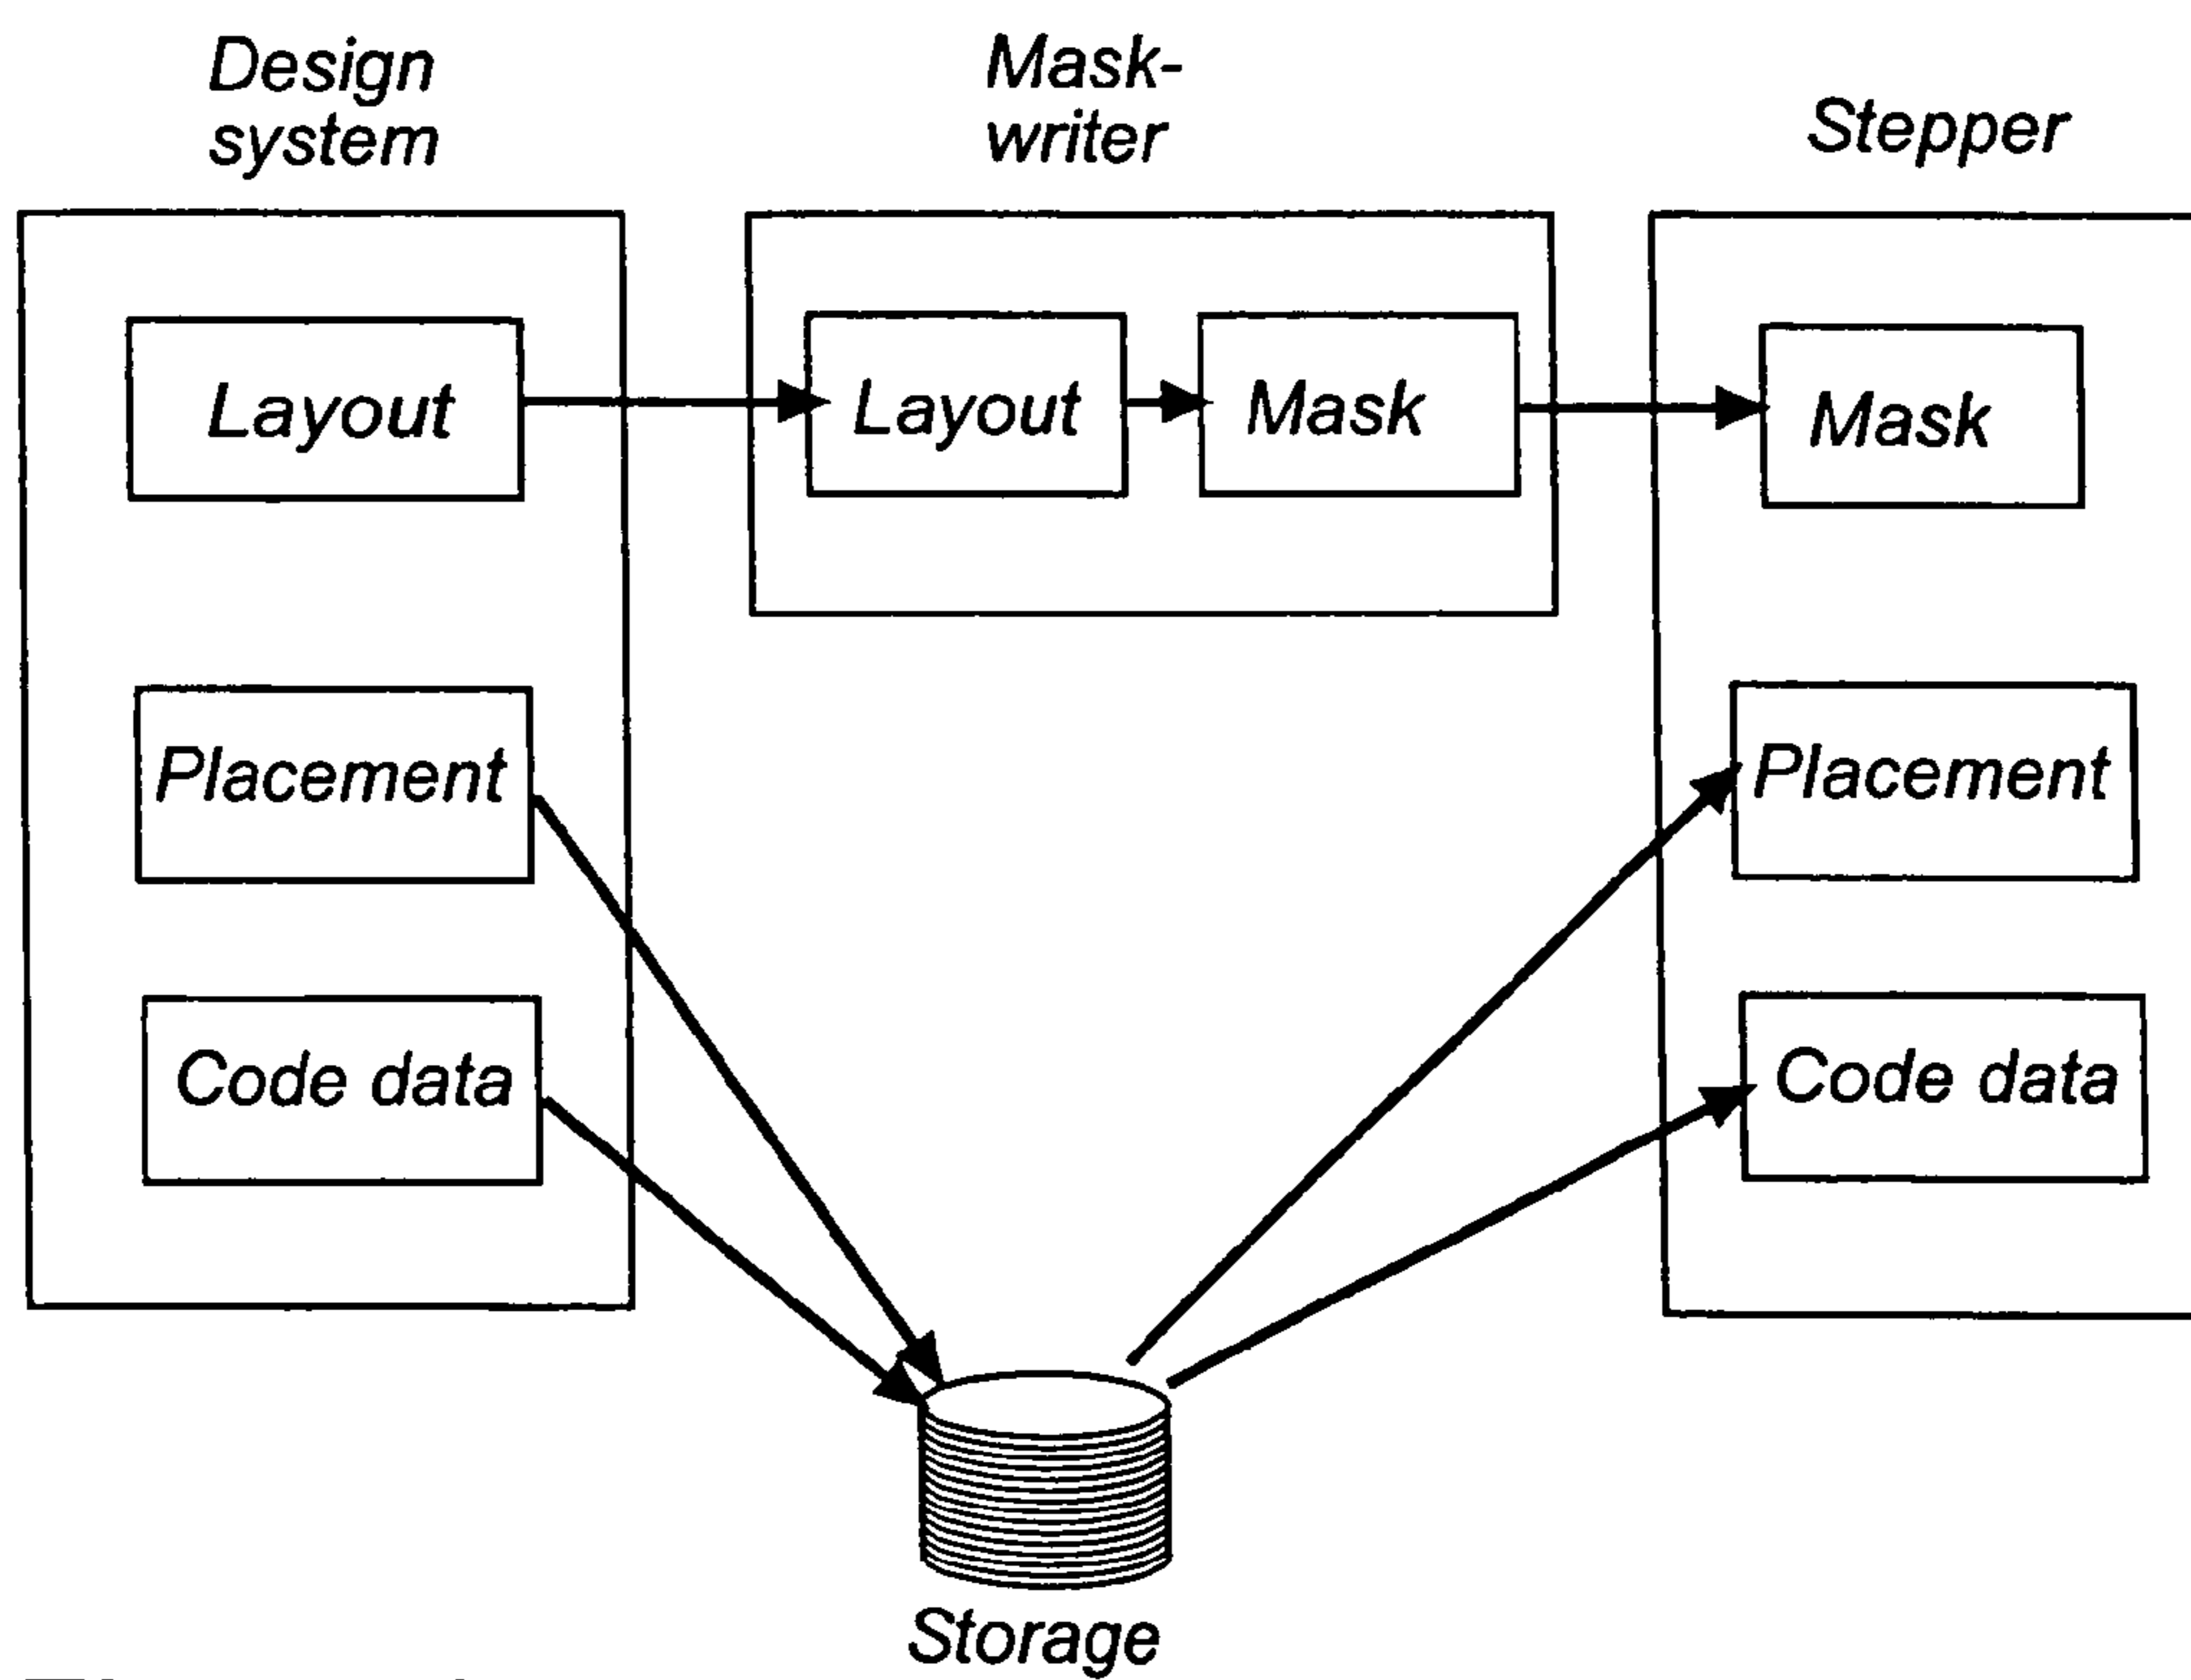 Design
system
Mask-
writer
Stepper
Layout
Layout
Mask
Mask
Placement
Placement
Code data
Code data
Storage